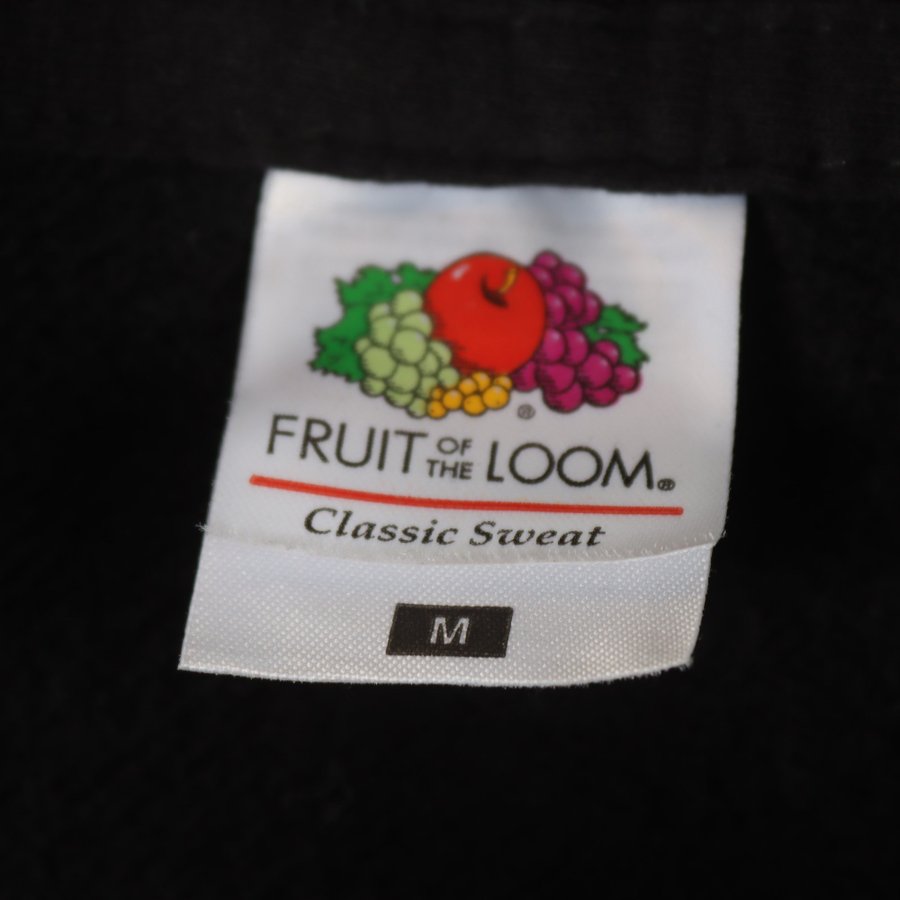 ®
FRUIT OF THE LOOM®
Classic Sweat
M